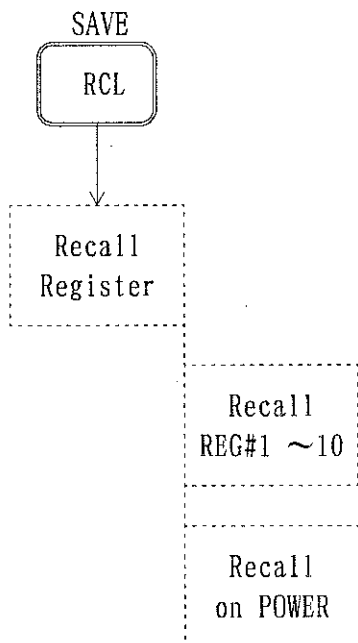 SAVE
RCL
Recall
Register
Recall
REG#1 ～10
Recall
on POWER